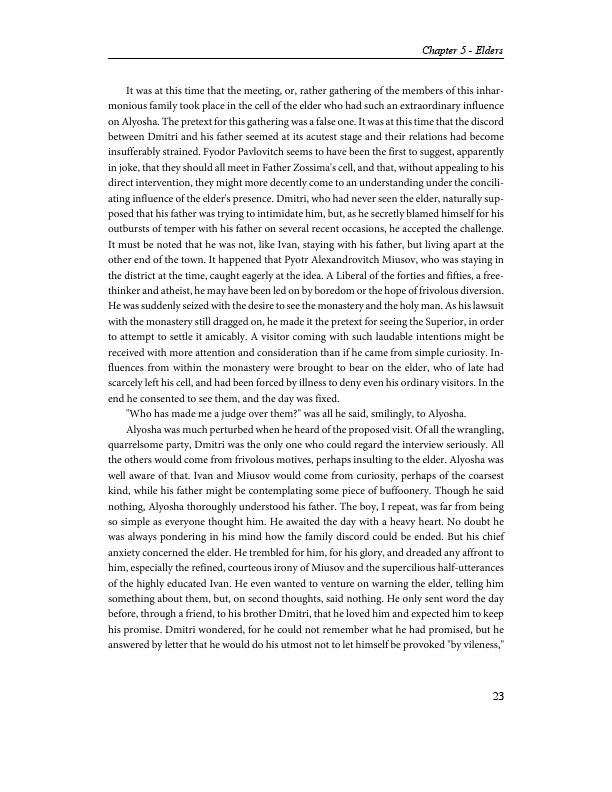 Chapter 5 - Elders
It was at this time that the meeting, or, rather gathering of the members of this inhar-
monious family took place in the cell of the elder who had such an extraordinary influence
on Alyosha. The pretext for this gathering was a false one. It was at this time that the discord
between Dmitri and his father seemed at its acutest stage and their relations had become
insufferably strained. Fyodor Pavlovitch seems to have been the first to suggest, apparently
in joke, that they should all meet in Father Zossima's cell, and that, without appealing to his
direct intervention, they might more decently come to an understanding under the concili-
ating influence of the elder's presence. Dmitri, who had never seen the elder, naturally sup-
posed that his father was trying to intimidate him, but, as he secretly blamed himself for his
outbursts of temper with his father on several recent occasions, he accepted the challenge.
It must be noted that he was not, like Ivan, staying with his father, but living apart at the
other end of the town. It happened that Pyotr Alexandrovitch Miusov, who was staying in
the district at the time, caught eagerly at the idea. A Liberal of the forties and fifties, a free-
thinker and atheist, he may have been led on by boredom or the hope of frivolous diversion.
He was suddenly seized with the desire to see the monastery and the holy man. As his lawsuit
with the monastery still dragged on, he made it the pretext for seeing the Superior, in order
to attempt to settle it amicably. A visitor coming with such laudable intentions might be
received with more attention and consideration than if he came from simple curiosity. In-
fluences from within the monastery were brought to bear on the elder, who of late had
scarcely left his cell, and had been forced by illness to deny even his ordinary visitors. In the
end he consented to see them, and the day was fixed.
"Who has made me a judge over them?" was all he said, smilingly, to Alyosha.
Alyosha was much perturbed when he heard of the proposed visit. Of all the wrangling,
quarrelsome party, Dmitri was the only one who could regard the interview seriously. All
the others would come from frivolous motives, perhaps insulting to the elder. Alyosha was
well aware of that. Ivan and Miusov would come from curiosity, perhaps of the coarsest
kind, while his father might be contemplating some piece of buffoonery. Though he said
nothing, Alyosha thoroughly understood his father. The boy, I repeat, was far from being
so simple as everyone thought him. He awaited the day with a heavy heart. No doubt he
was always pondering in his mind how the family discord could be ended. But his chief
anxiety concerned the elder. He trembled for him, for his glory, and dreaded any affront to
him, especially the refined, courteous irony of Miusov and the supercilious half-utterances
of the highly educated Ivan. He even wanted to venture on warning the elder, telling him
something about them, but, on second thoughts, said nothing. He only sent word the day
before, through a friend, to his brother Dmitri, that he loved him and expected him to keep
his promise. Dmitri wondered, for he could not remember what he had promised, but he
answered by letter that he would do his utmost not to let himself be provoked "by vileness,"
23